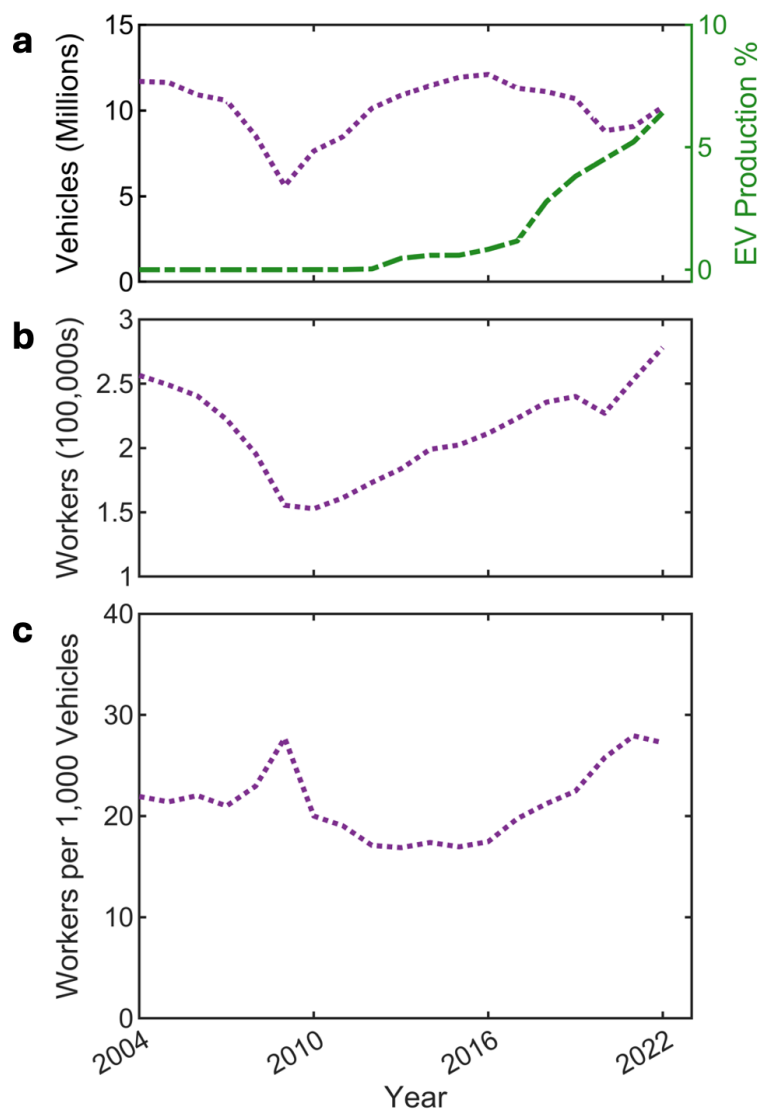 a
Vehicles (Millions)
15
10
5
0
10
5
0
EV Production %
b
Workers (100,000s)
3
2.5
2
1.5
1
c
Workers per 1,000 Vehicles
40
30
20
10
0
2004
2010
2016
2022
Year